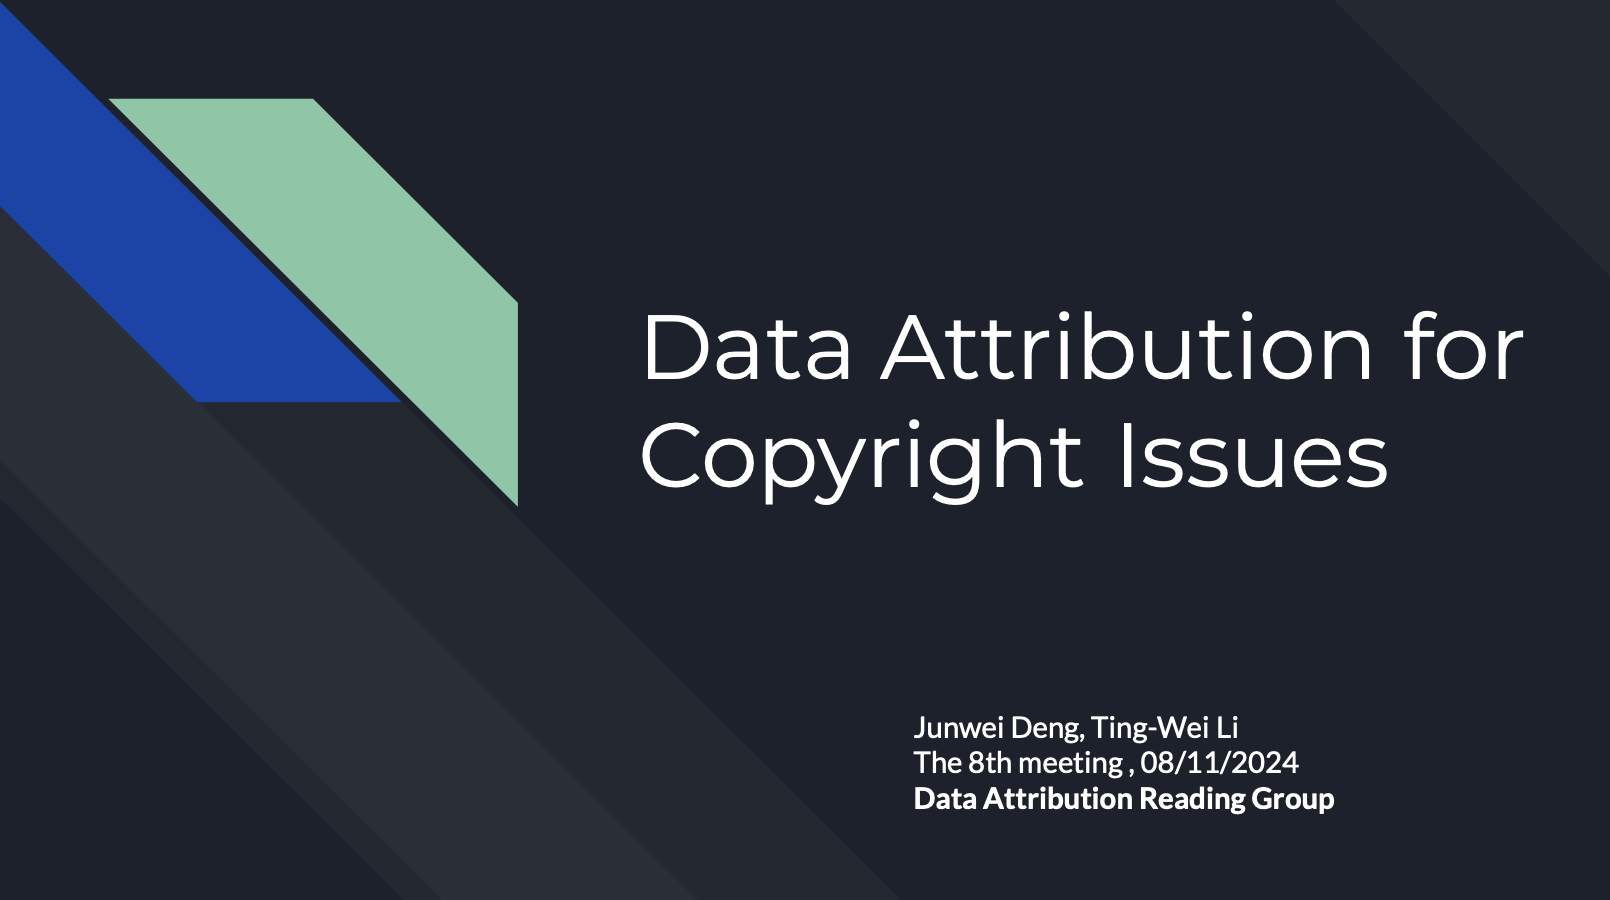 Data Attribution for
Copyright Issues
Junwei Deng, Ting-Wei Li
The 8th meeting , 08/11/2024
Data Attribution Reading Group